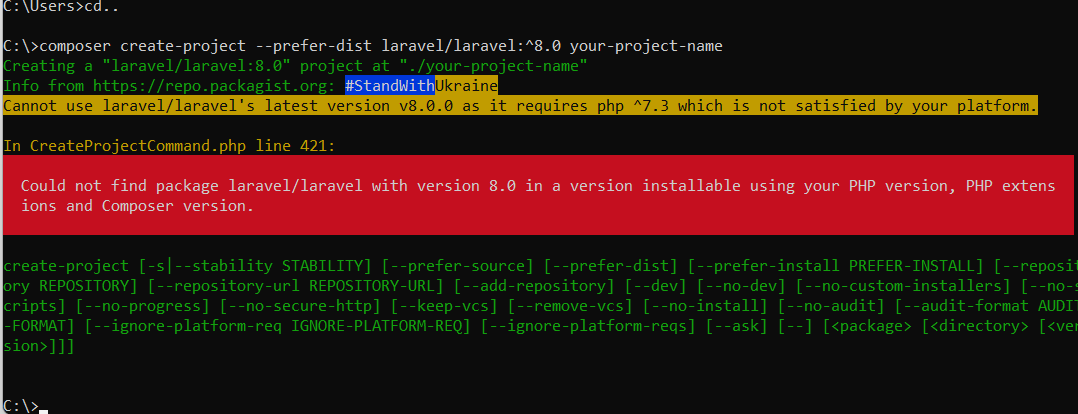 C:\Users>cd..
C:\>composer create-project --prefer-dist laravel/laravel:^8.0 your-project-name
Creating a "laravel/laravel:8.0" project at "./your-project-name"
Info from https://repo.packagist.org: #StandWithUkraine
Cannot use laravel/laravel's latest version v8.0.0 as it requires php ^7.3 which is not satisfied by your platform.
In CreateProjectCommand.php line 421:
Could not find package laravel/laravel with version 8.0 in a version installable using your PHP version, PHP extens
ions and Composer version.
create-project [-s|--stability STABILITY] [--prefer-source] [--prefer-dist] [--prefer-install PREFER-INSTALL] [--reposit
ory REPOSITORY] [--repository-url REPOSITORY-URL] [--add-repository] [--dev] [--no-dev] [--no-custom-installers] [--no-s
cripts] [--no-progress] [--no-secure-http] [--keep-vcs] [--remove-vcs] [--no-install] [--no-audit] [--audit-format AUDIT
-FORMAT] [--ignore-platform-req IGNORE-PLATFORM-REQ] [--ignore-platform-reqs] [--ask] [--] [<package> [<directory> [<ver
sion>]]]
C:\>